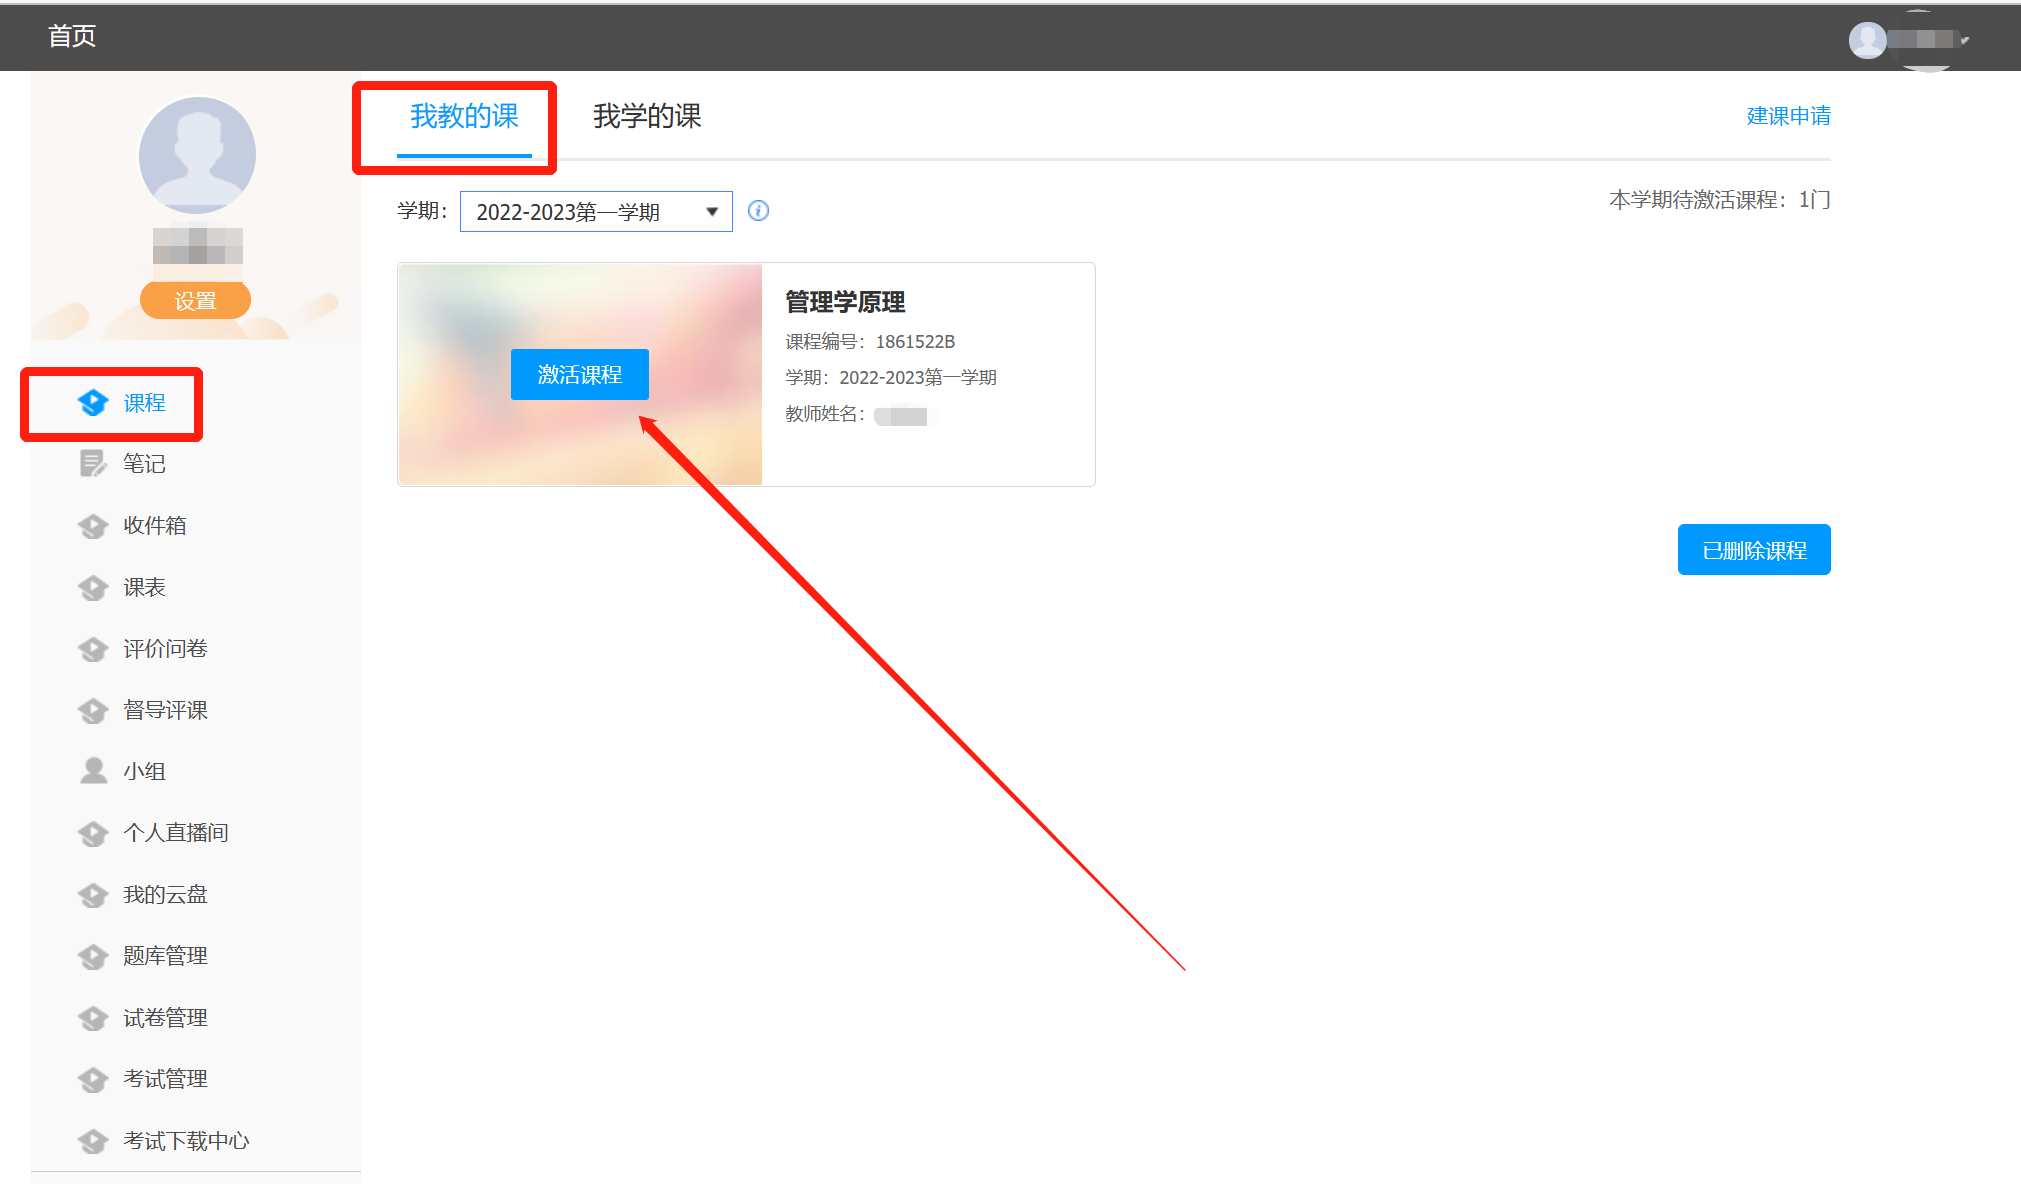 首页
设置
课程
笔记
收件箱
课表
评价问卷
督导评课
小组
个人直播间
我的云盘
题库管理
试卷管理
考试管理
考试下载中心
我教的课 我学的课 建课申请
学期： 2022-2023第一学期
本学期待激活课程：1门
激活课程
管理学原理
课程编号：1861522B
学期：2022-2023第一学期
教师姓名：
已删除课程